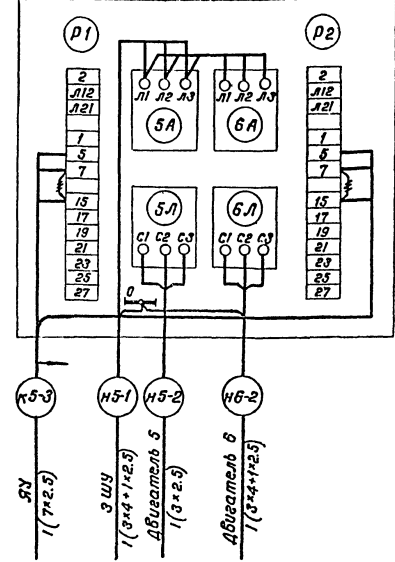 Р1
Р2
2
Л12
Л21
1
5
7
15
17
19
21
23
25
27
Л1 Л2 Л3
5А
Л1 Л2 Л3
6А
5Л
С1 С2 С3
6Л
С1 С2 С3
2
Л12
Л21
1
5
7
15
17
19
21
23
25
27
0
К5-3
Н5-1
Н5-2
Н6-2
ЯУ
1(7×2.5)
3 ШУ
1(3×4+1×2.5)
Двигатель 5
1(3×2.5)
Двигатель 6
1(3×4+1×2.5)